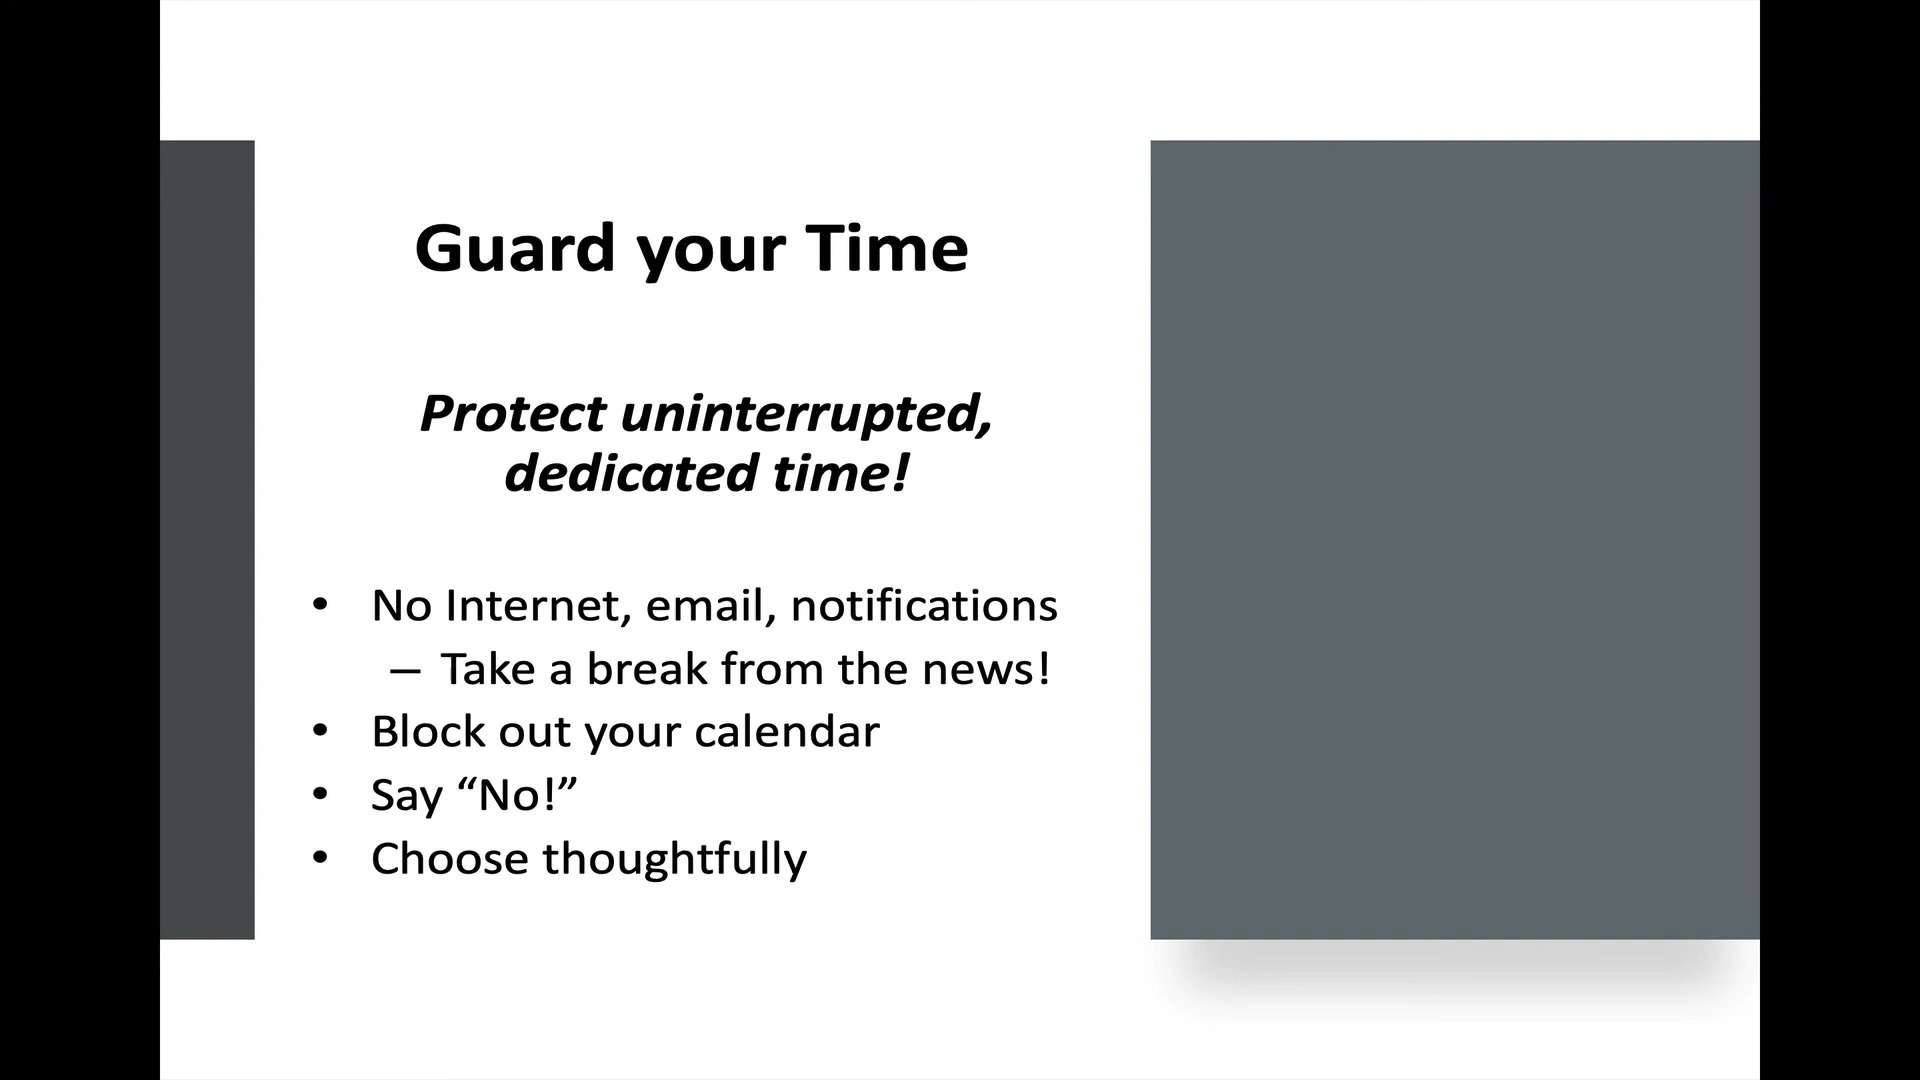 Guard your Time
Protect uninterrupted,
dedicated time!
• No Internet, email, notifications
– Take a break from the news!
• Block out your calendar
• Say “No!”
• Choose thoughtfully